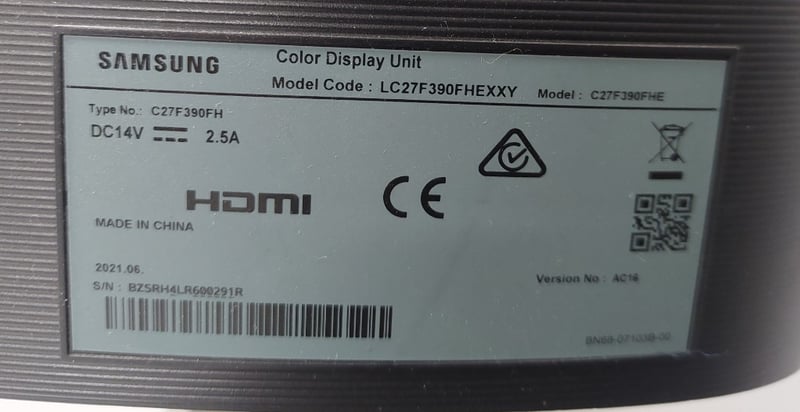 SAMSUNG
Color Display Unit
Model Code : LC27F390FHEXXY Model : C27F390FHE
Type No.: C27F390FH
DC14V 2.5A
HDMI
CE
MADE IN CHINA
2021.06.
S/N : BZSRH4LR600291R
Version No : AC16
BN68-07103B-00